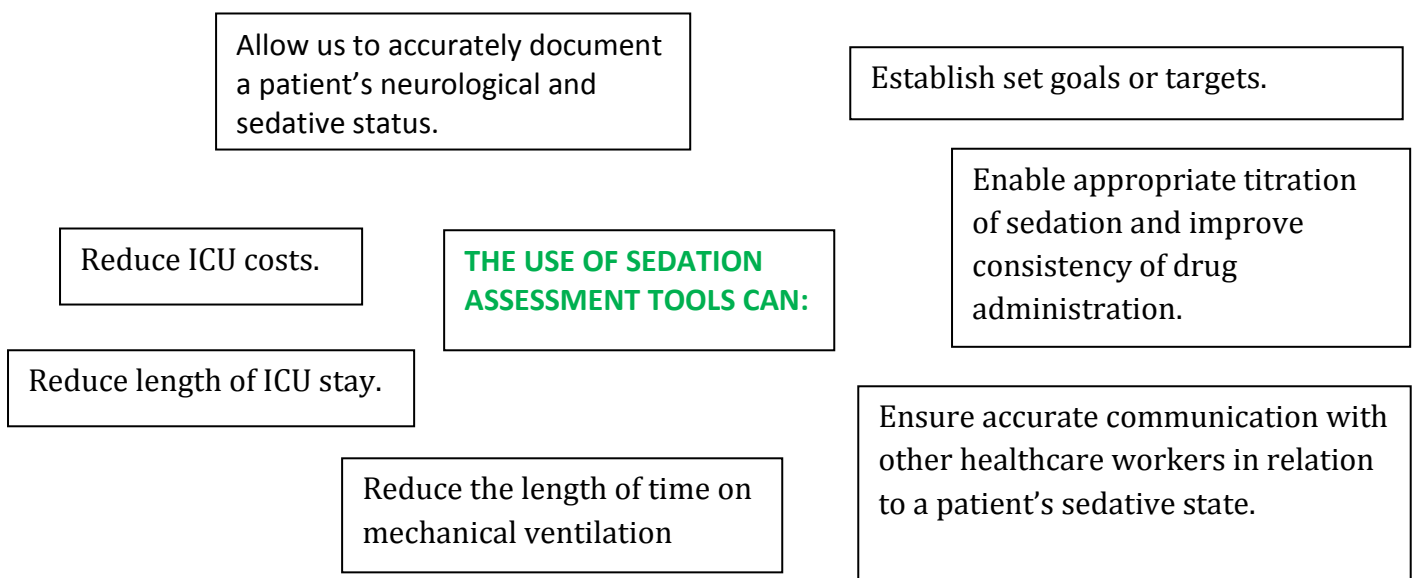 Allow us to accurately document
a patient’s neurological and
sedative status.
Establish set goals or targets.
Enable appropriate titration
of sedation and improve
consistency of drug
administration.
Reduce ICU costs.
THE USE OF SEDATION
ASSESSMENT TOOLS CAN:
Reduce length of ICU stay.
Ensure accurate communication with
other healthcare workers in relation
to a patient’s sedative state.
Reduce the length of time on
mechanical ventilation